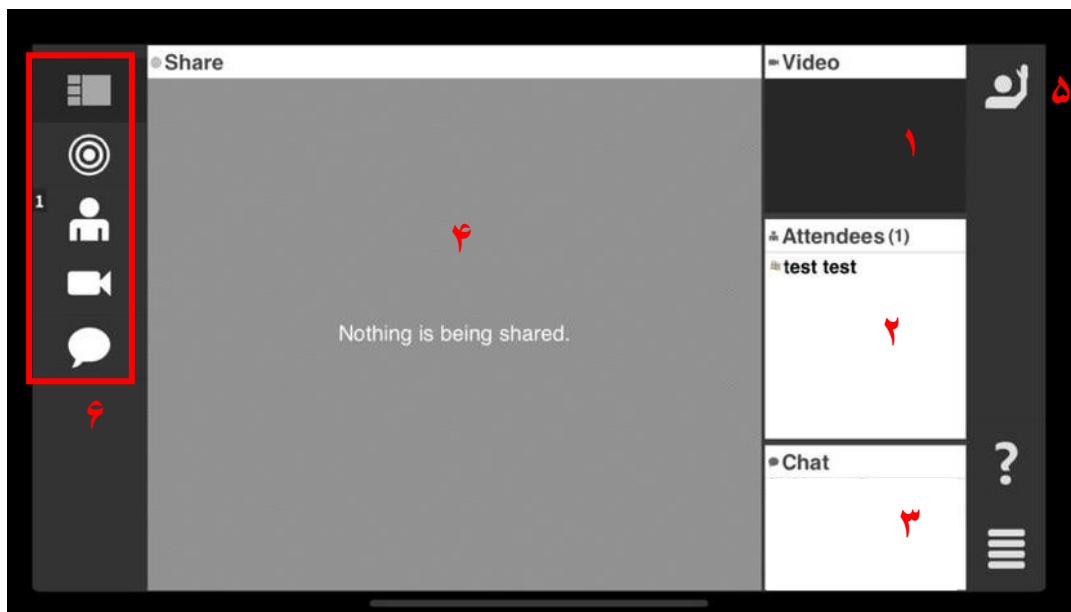 Share
Video
۵
۱
1
۴
Attendees (1)
test test
Nothing is being shared.
۲
۶
Chat
?
۳